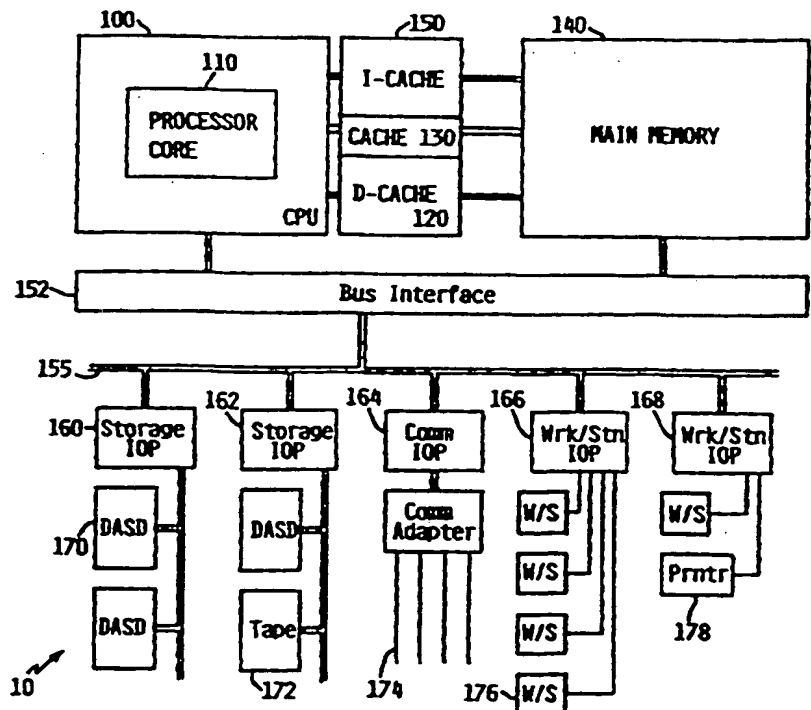 100
150
140
110
I-CACHE
PROCESSOR
CORE
CACHE 130
MAIN MEMORY
D-CACHE
120
CPU
152
Bus Interface
155
160
Storage
IOP
162
Storage
IOP
164
Comm
IOP
166
Wrk/Stn
IOP
168
Wrk/Stn
IOP
170
DASD
DASD
Comm
Adapter
W/S
W/S
W/S
Prntr
178
DASD
Tape
W/S
10
172
174
176
W/S